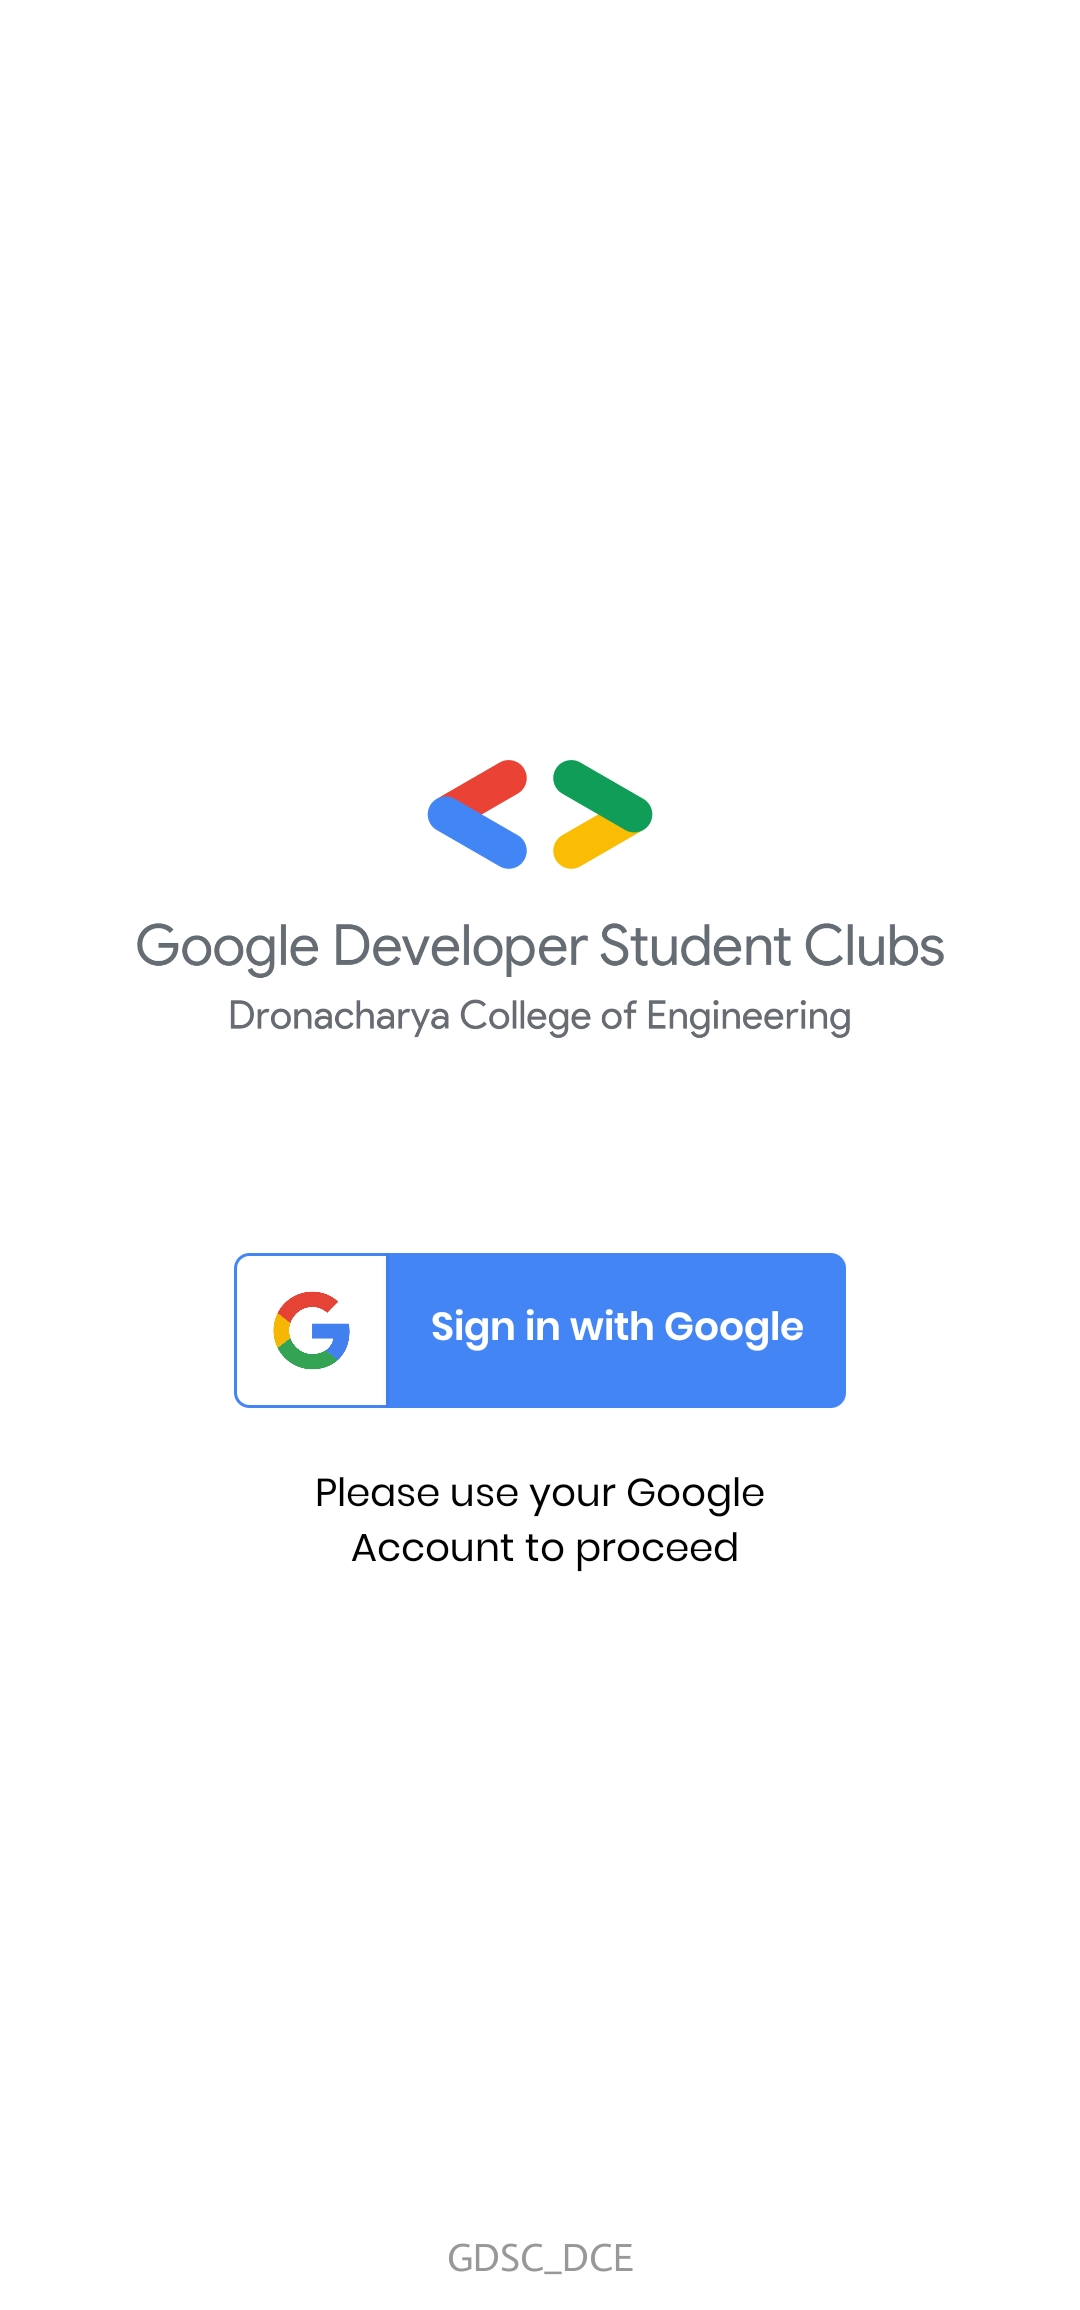 Google Developer Student Clubs
Dronacharya College of Engineering
Sign in with Google
Please use your Google
Account to proceed
GDSC_DCE